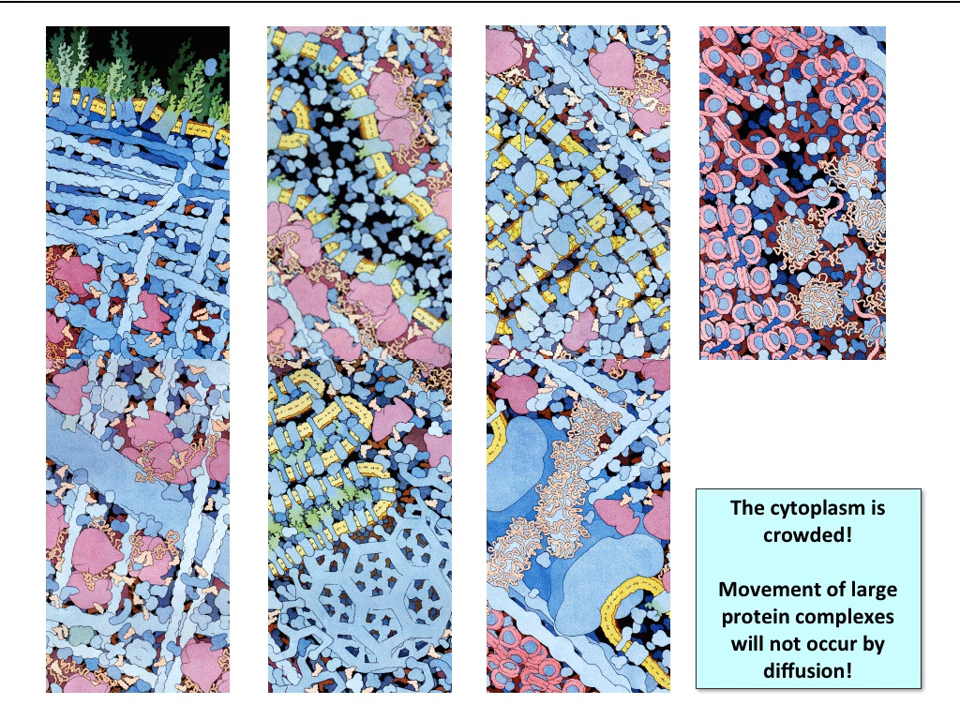 The cytoplasm is
crowded!
Movement of large
protein complexes
will not occur by
diffusion!